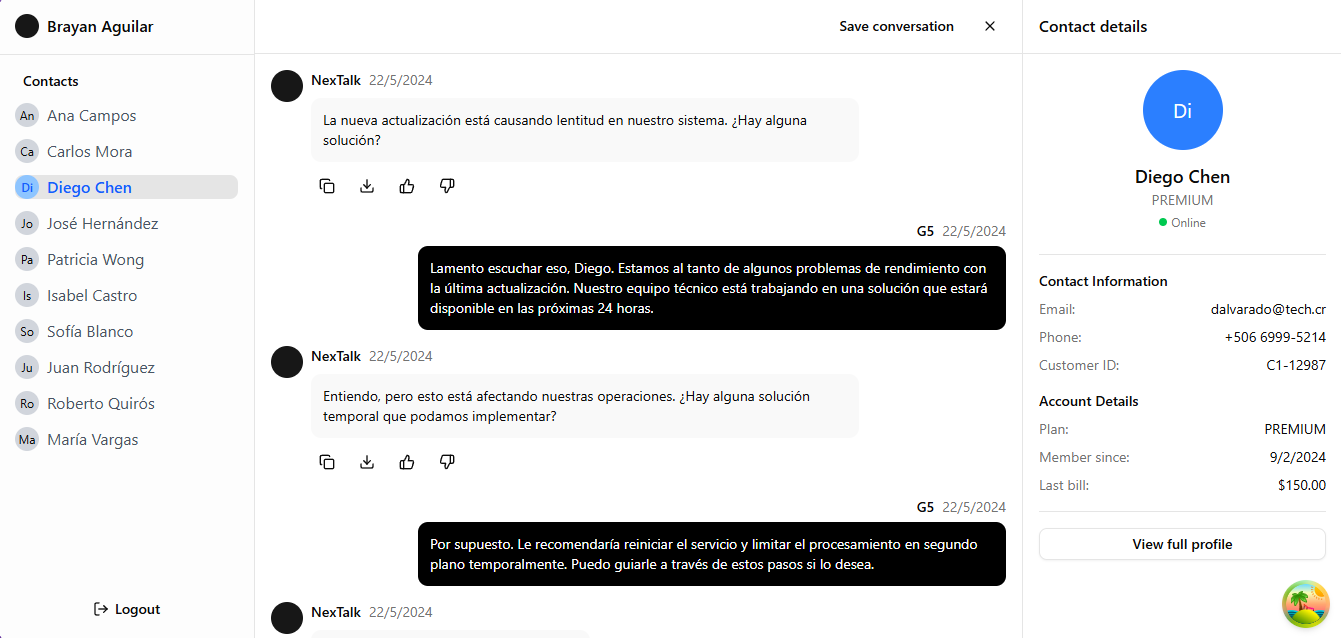 Brayan Aguilar
Contacts
An Ana Campos
Ca Carlos Mora
Di Diego Chen
Jo José Hernández
Pa Patricia Wong
Is Isabel Castro
So Sofía Blanco
Ju Juan Rodríguez
Ro Roberto Quirós
Ma María Vargas
Logout
Save conversation
NexTalk 22/5/2024
La nueva actualización está causando lentitud en nuestro sistema. ¿Hay alguna
solución?
G5 22/5/2024
Lamento escuchar eso, Diego. Estamos al tanto de algunos problemas de rendimiento con
la última actualización. Nuestro equipo técnico está trabajando en una solución que estará
disponible en las próximas 24 horas.
NexTalk 22/5/2024
Entiendo, pero esto está afectando nuestras operaciones. ¿Hay alguna solución
temporal que podamos implementar?
G5 22/5/2024
Por supuesto. Le recomendaría reiniciar el servicio y limitar el procesamiento en segundo
plano temporalmente. Puedo guiarle a través de estos pasos si lo desea.
NexTalk 22/5/2024
Contact details
Di
Diego Chen
PREMIUM
Online
Contact Information
Email: dalvarado@tech.cr
Phone: +506 6999-5214
Customer ID: C1-12987
Account Details
Plan: PREMIUM
Member since: 9/2/2024
Last bill: $150.00
View full profile